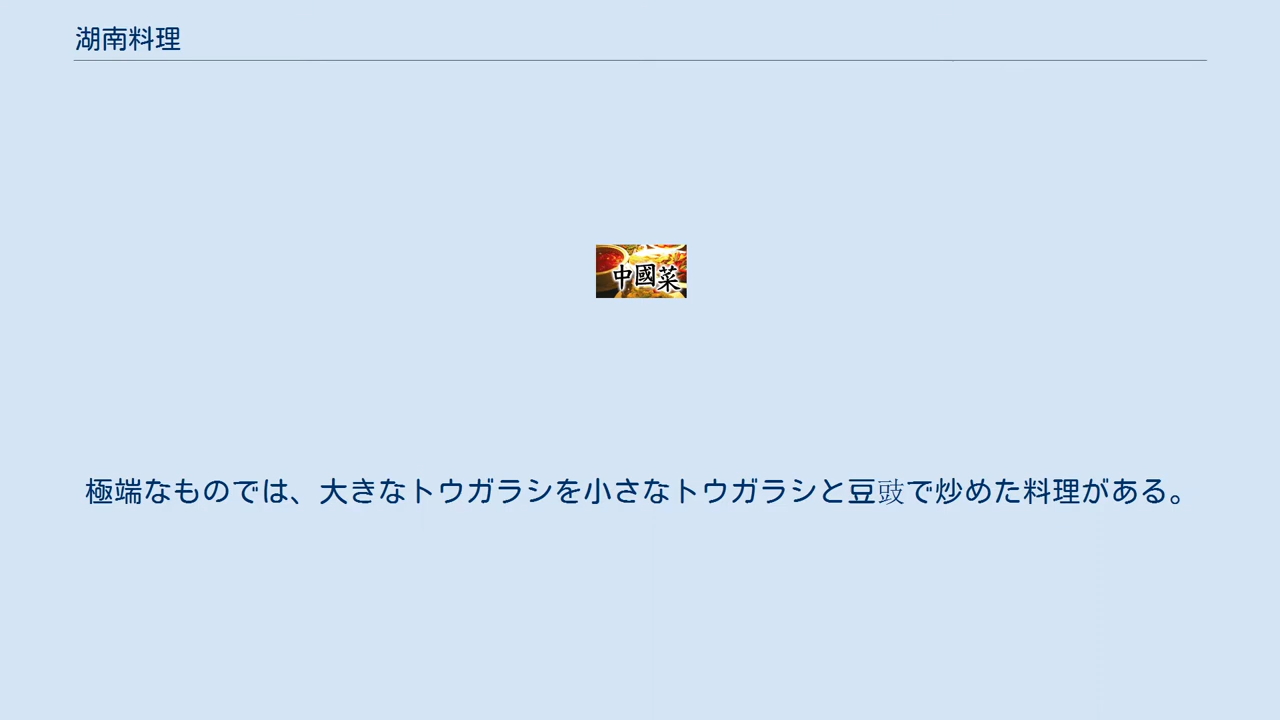 湖南料理
中國菜
極端なものでは、大きなトウガラシを小さなトウガラシと豆豉で炒めた料理がある。